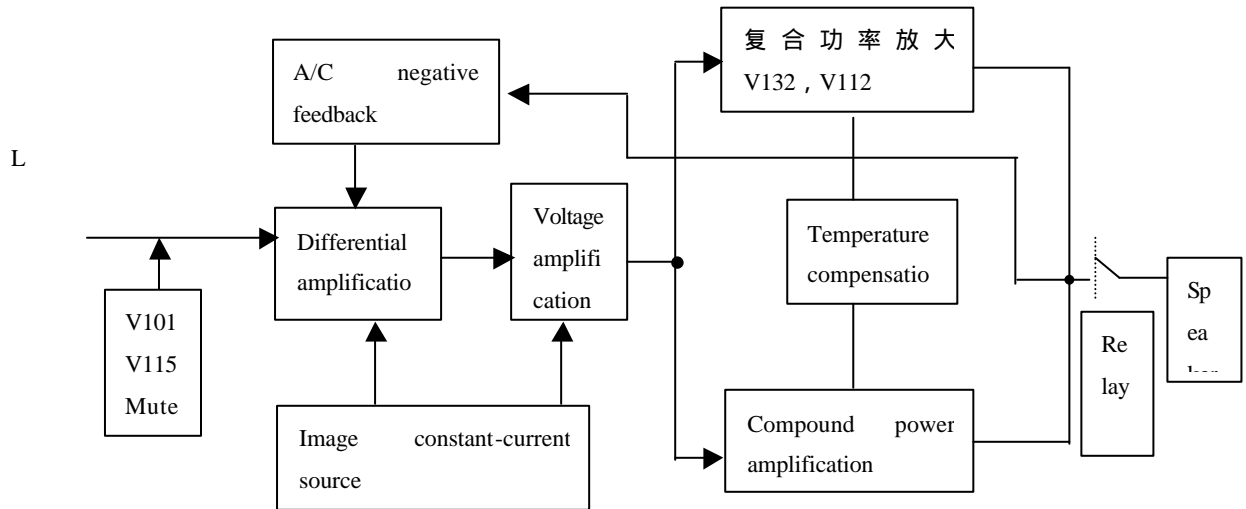 复合功率放大
V132，V112
A/C negative
feedback
L
Differential
amplificatio
Voltage
amplifi
cation
Temperature
compensatio
V101
V115
Mute
Image constant-current
source
Compound power
amplification
Re
lay
Sp
ea